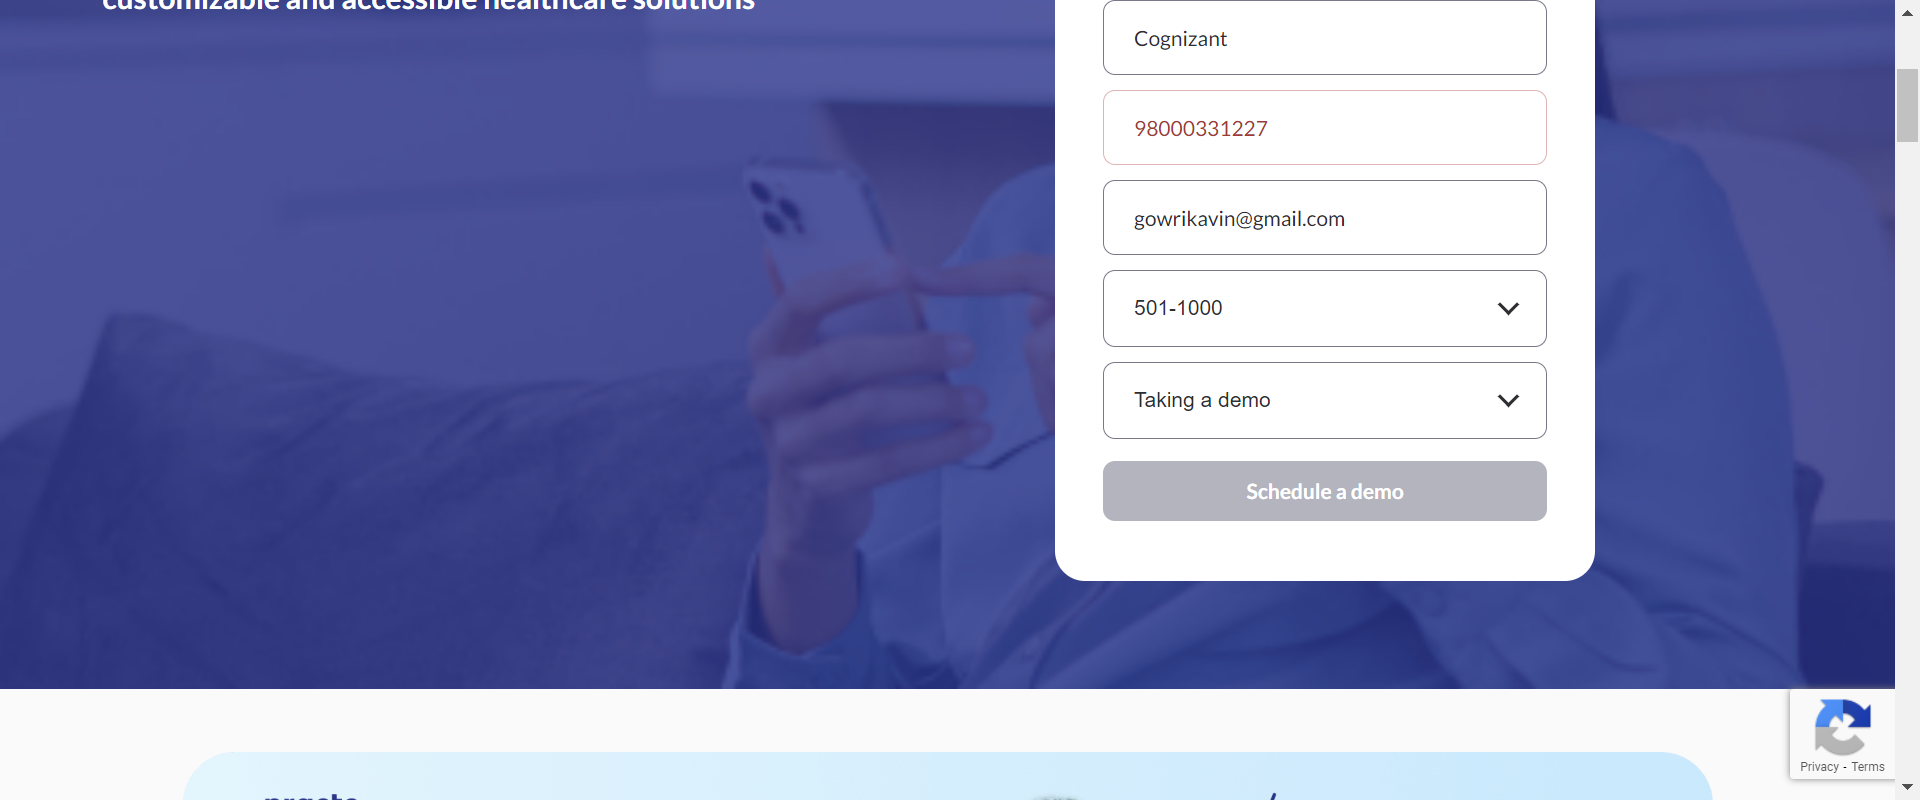 customizable and accessible healthcare solutions
Cognizant
98000331227
gowrikavin@gmail.com
501-1000
Taking a demo
Schedule a demo
Privacy - Terms